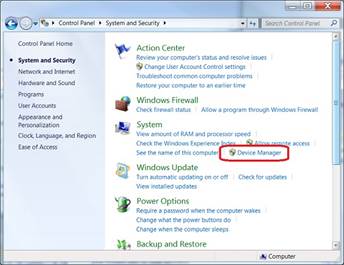 Control Panel ▸ System and Security ▸
Search Control Panel
Control Panel Home
System and Security
Network and Internet
Hardware and Sound
Programs
User Accounts
Appearance and
Personalization
Clock, Language, and Region
Ease of Access
Action Center
Review your computer's status and resolve issues
Change User Account Control settings
Troubleshoot common computer problems
Restore your computer to an earlier time
Windows Firewall
Check firewall status Allow a program through Windows Firewall
System
View amount of RAM and processor speed
Check the Windows Experience Index Allow remote access
See the name of this computer Device Manager
Windows Update
Turn automatic updating on or off Check for updates
View installed updates
Power Options
Require a password when the computer wakes
Change what the power buttons do
Change when the computer sleeps
Backup and Restore
Computer